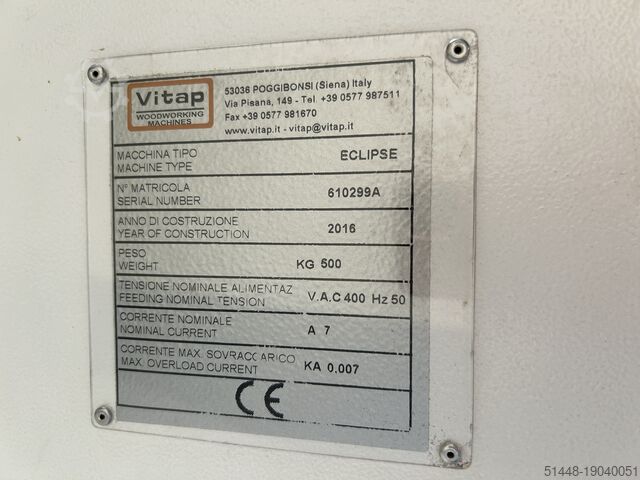 Vitap
WOODWORKING
MACHINES
53036 POGGIBONSI (Siena) Italy
Via Pisana, 149 - Tel. +39 0577 987511
Fax +39 0577 981670
www.vitap.it - vitap@vitap.it
MACCHINA TIPO
MACHINE TYPE
ECLIPSE
N° MATRICOLA
SERIAL NUMBER
610299A
ANNO DI COSTRUZIONE
YEAR OF CONSTRUCTION
2016
PESO
WEIGHT
KG 500
TENSIONE NOMINALE ALIMENTAZ
FEEDING NOMINAL TENSION
V.A.C 400 Hz 50
CORRENTE NOMINALE
NOMINAL CURRENT
A 7
CORRENTE MAX. SOVRACCARICO
MAX. OVERLOAD CURRENT
KA 0.007
CE
51448-19040051